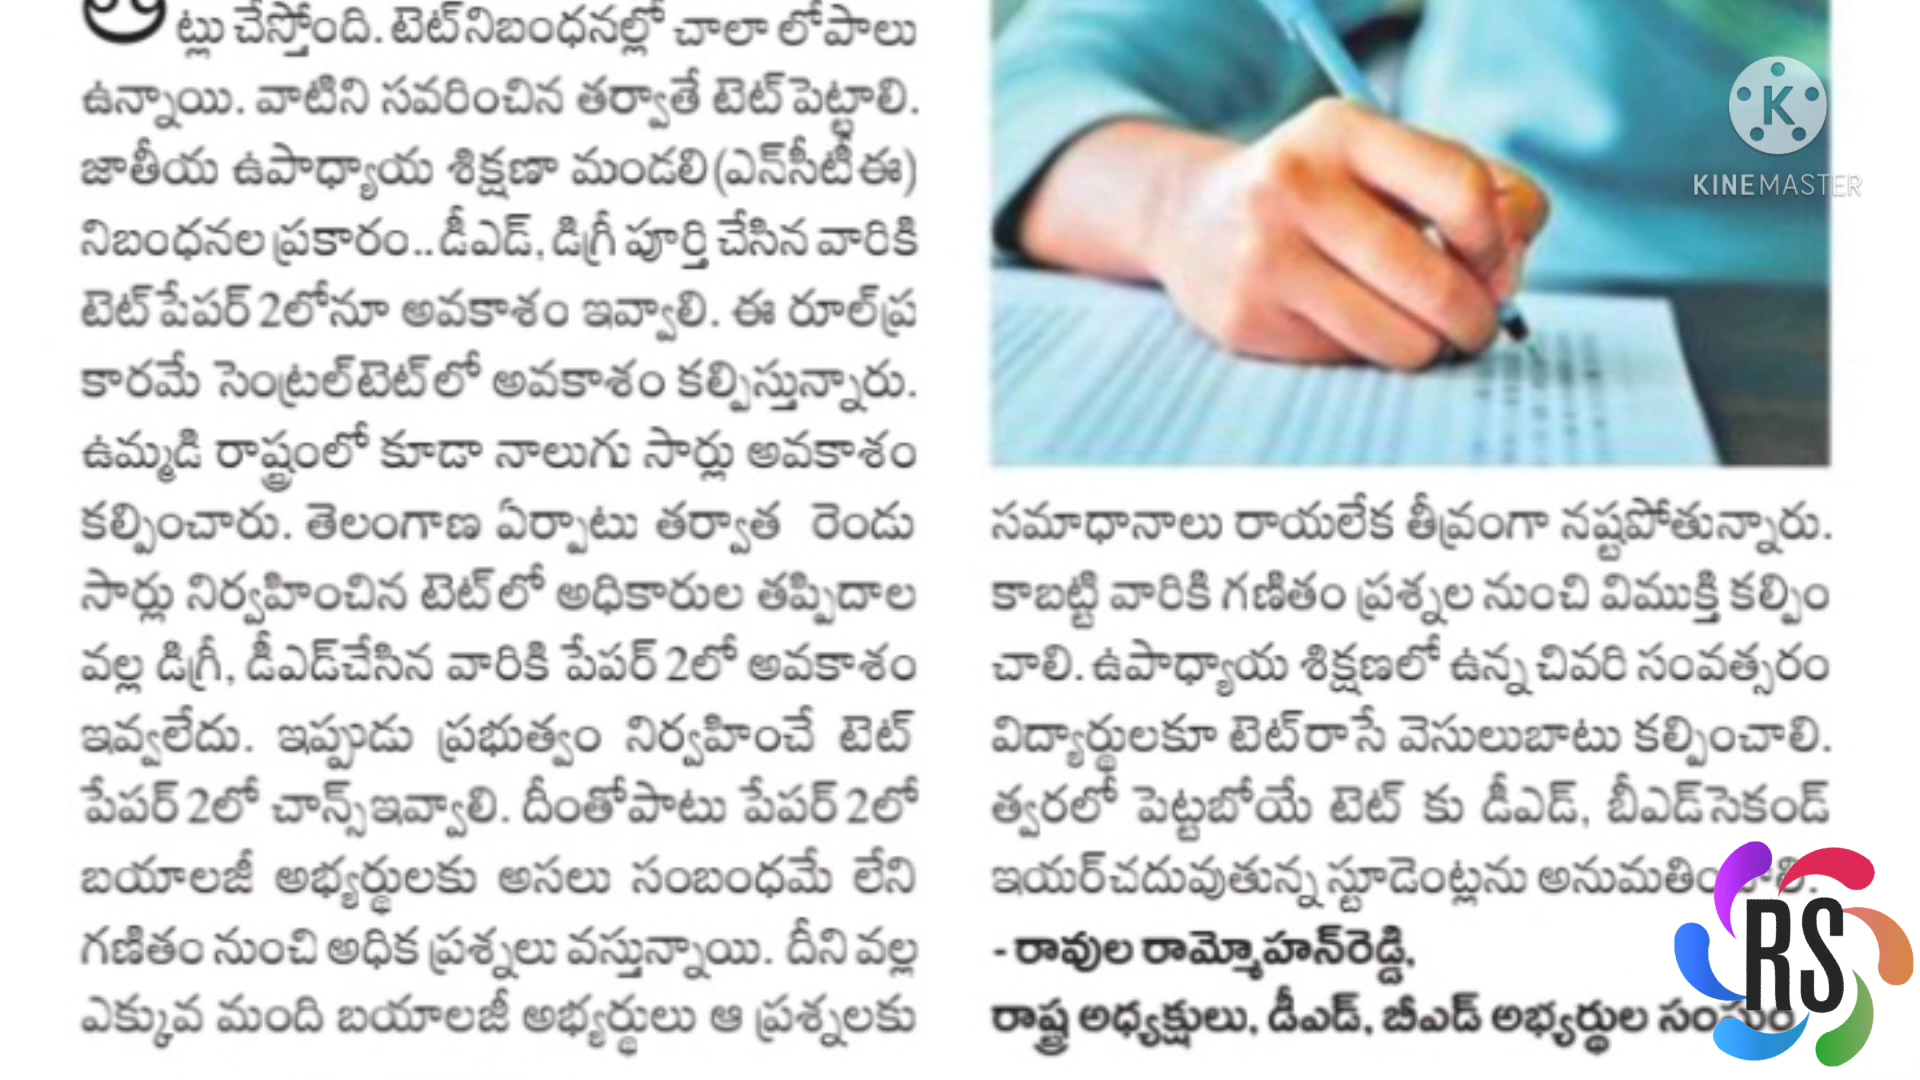 ట్లు చేస్తోంది. టెట్ నిబంధనల్లో చాలా లోపాలు
ఉన్నాయి. వాటిని సవరించిన తర్వాతే టెట్ పెట్టాలి.
జాతీయ ఉపాధ్యాయ శిక్షణా మండలి (ఎన్‌సీటీఈ)
నిబంధనల ప్రకారం.. డీఎడ్, డిగ్రీ పూర్తి చేసిన వారికి
టెట్ పేపర్ 2లోనూ అవకాశం ఇవ్వాలి. ఈ రూల్‌ప్ర
కారమే సెంట్రల్ టెట్ లో అవకాశం కల్పిస్తున్నారు.
ఉమ్మడి రాష్ట్రంలో కూడా నాలుగు సార్లు అవకాశం
కల్పించారు. తెలంగాణ ఏర్పాటు తర్వాత రెండు
సార్లు నిర్వహించిన టెట్ లో అధికారుల తప్పిదాల
వల్ల డిగ్రీ, డీఎడ్ చేసిన వారికి పేపర్ 2లో అవకాశం
ఇవ్వలేదు. ఇప్పుడు ప్రభుత్వం నిర్వహించే టెట్
పేపర్ 2లో చాన్స్ ఇవ్వాలి. దీంతోపాటు పేపర్ 2లో
బయాలజీ అభ్యర్థులకు అసలు సంబంధమే లేని
గణితం నుంచి అధిక ప్రశ్నలు వస్తున్నాయి. దీని వల్ల
ఎక్కువ మంది బయాలజీ అభ్యర్థులు ఆ ప్రశ్నలకు
సమాధానాలు రాయలేక తీవ్రంగా నష్టపోతున్నారు.
కాబట్టి వారికి గణితం ప్రశ్నల నుంచి విముక్తి కల్పిం
చాలి. ఉపాధ్యాయ శిక్షణలో ఉన్న చివరి సంవత్సరం
విద్యార్థులకూ టెట్ రాసే వెసులుబాటు కల్పించాలి.
త్వరలో పెట్టబోయే టెట్ కు డీఎడ్, బీఎడ్ సెకండ్
ఇయర్ చదువుతున్న స్టూడెంట్లను అనుమతించాలి.
- రావుల రామ్మోహన్ రెడ్డి,
రాష్ట్ర అధ్యక్షులు, డీఎడ్, బీఎడ్ అభ్యర్థుల సంఘం
K
KINEMASTER
RS